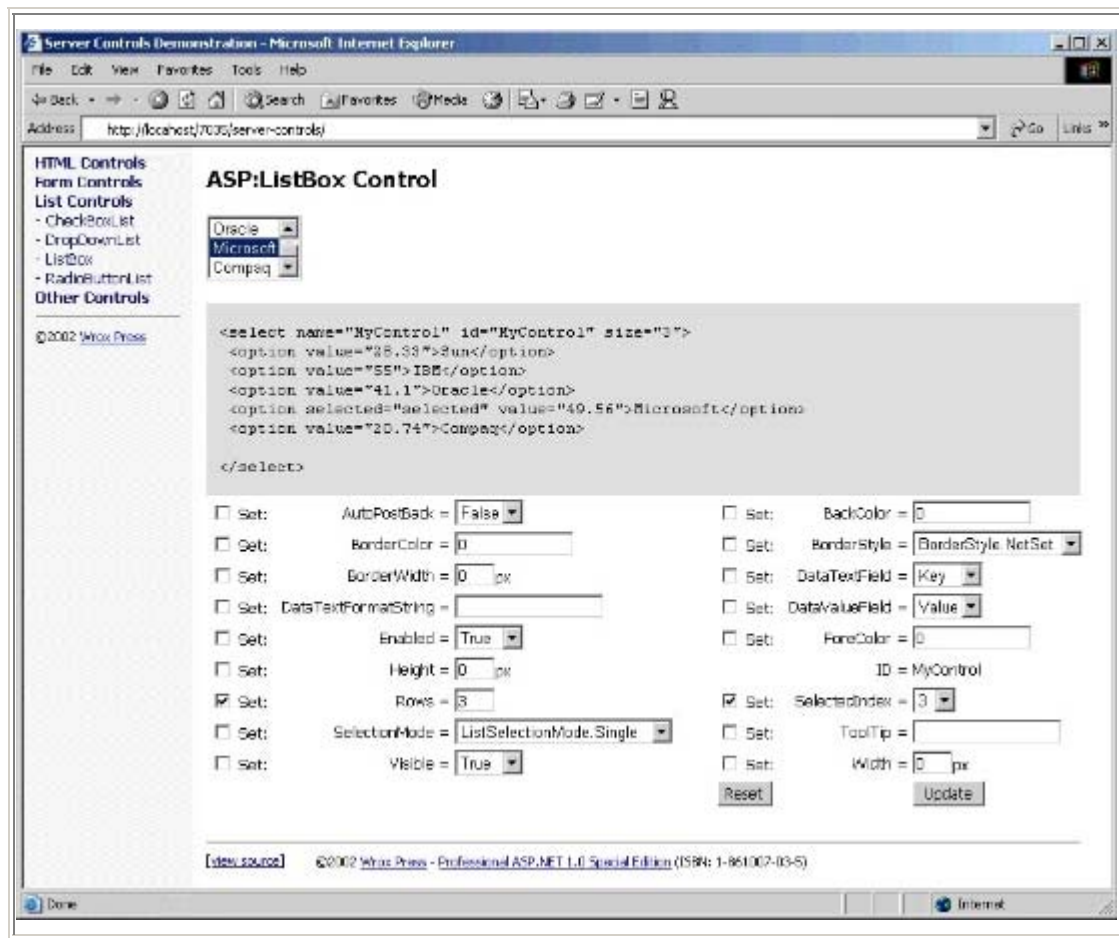 Server Controls Demonstration - Microsoft Internet Explorer
File Edit View Favorites Tools Help
Back Search Favorites Media
Address http://locahost/7035/server-controls/ Go Links »
HTML Controls
Form Controls
List Controls
- CheckBoxList
- DropDownList
- ListBox
- RadioButtonList
Other Controls
©2002 Wrox Press
ASP:ListBox Control
Oracle
Microsoft
Compaq
<select name="MyControl" id="MyControl" size="3">
<option value="28.33">Sun</option>
<option value="55">IBM</option>
<option value="41.1">Oracle</option>
<option selected="selected" value="49.56">Microsoft</option>
<option value="20.74">Compaq</option>
</select>
Set: AutoPostBack = False Set: BackColor = 0
Set: BorderColor = 0 Set: BorderStyle = BorderStyle.NotSet
Set: BorderWidth = 0 px Set: DataTextField = Key
Set: DataTextFormatString = Set: DataValueField = Value
Set: Enabled = True Set: ForeColor = 0
Set: Height = 0 px ID = MyControl
Set: Rows = 3 Set: SelectedIndex = 3
Set: SelectionMode = ListSelectionMode.Single Set: ToolTip =
Set: Visible = True Set: Width = 0 px
Reset Update
[view source] ©2002 Wrox Press - Professional ASP.NET 1.0 Special Edition (ISBN: 1-861007-03-5)
Done Internet